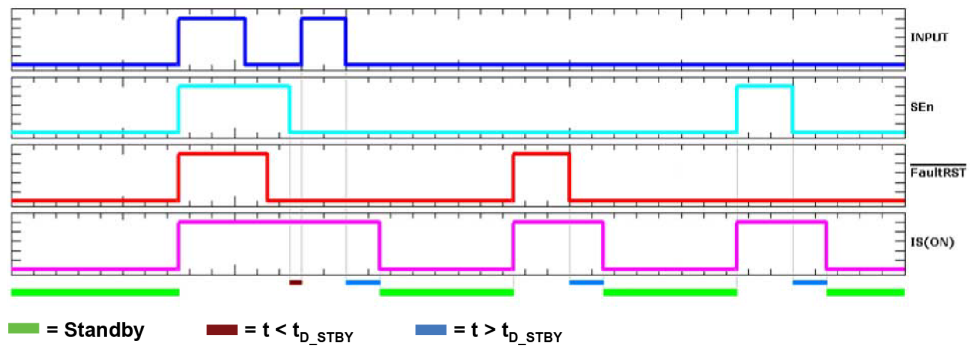 INPUT
SEn
FaultRST
IS(ON)
= Standby
= t < tD_STBY
= t > tD_STBY